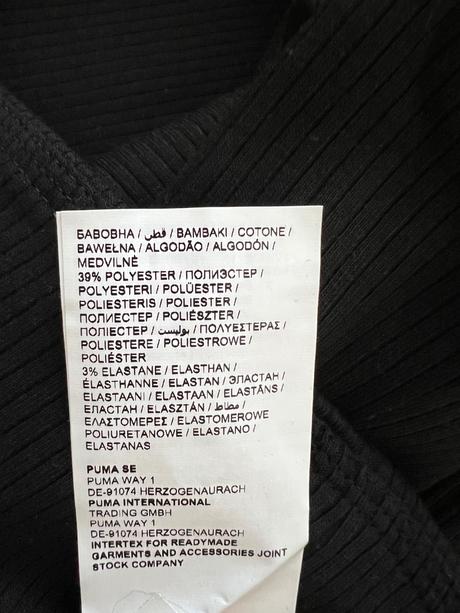 БАВОВНА / قطن / BAMBAKI / COTONE /
BAWEŁNA / ALGODÃO / ALGODÓN /
MEDVILNĖ
39% POLYESTER / ПОЛИЭСТЕР /
POLYESTERI / POLÜESTER /
POLIESTERIS / POLIESTER /
ПОЛИЕСТЕР / POLIÉSZTER /
ПОЛІЕСТЕР / بوليستر / ΠΟΛΥΕΣΤΕΡΑΣ /
POLIESTERE / POLIESTROWE /
POLIÉSTER
3% ELASTANE / ELASTHAN /
ÉLASTHANNE / ELASTAN / ЭЛАСТАН /
ELASTAANI / ELASTAAN / ELASTĀNS /
ЕЛАСТАН / ELASZTÁN / مطاط /
ΕΛΑΣΤΟΜΕΡΕΣ / ELASTOMEROWE
POLIURETANOWE / ELASTANO /
ELASTANAS
PUMA SE
PUMA WAY 1
DE-91074 HERZOGENAURACH
PUMA INTERNATIONAL
TRADING GMBH
PUMA WAY 1
DE-91074 HERZOGENAURACH
INTERTEX FOR READYMADE
GARMENTS AND ACCESSORIES JOINT
STOCK COMPANY